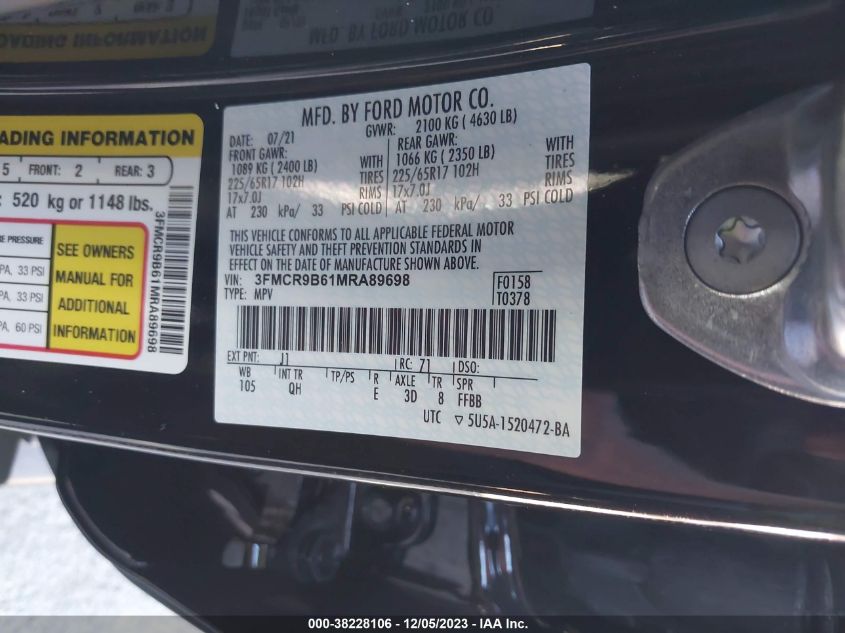 MFD. BY FORD MOTOR CO.
DATE: 07/21 GVWR: 2100 KG ( 4630 LB)
FRONT GAWR: REAR GAWR:
1089 KG ( 2400 LB) WITH 1066 KG ( 2350 LB) WITH
225/65R17 102H TIRES 225/65R17 102H TIRES
17x7.0J RIMS 17x7.0J RIMS
AT 230 kPa/ 33 PSI COLD AT 230 kPa/ 33 PSI COLD
THIS VEHICLE CONFORMS TO ALL APPLICABLE FEDERAL MOTOR
VEHICLE SAFETY AND THEFT PREVENTION STANDARDS IN
EFFECT ON THE DATE OF MANUFACTURE SHOWN ABOVE.
VIN: 3FMCR9B61MRA89698 F0158
TYPE: MPV T0378
EXT PNT: J1 RC: 71 DSO:
WB INT TR TP/PS R AXLE TR SPR
105 QH E 3D 8 FFBB
UTC ▽ 5U5A-1520472-BA
ADING INFORMATION
5 FRONT: 2 REAR: 3
: 520 kg or 1148 lbs.
E PRESSURE
PA, 33 PSI
PA, 33 PSI
PA, 60 PSI
SEE OWNERS
MANUAL FOR
ADDITIONAL
INFORMATION
3FMCR9B61MRA89698
000-38228106 - 12/05/2023 - IAA Inc.